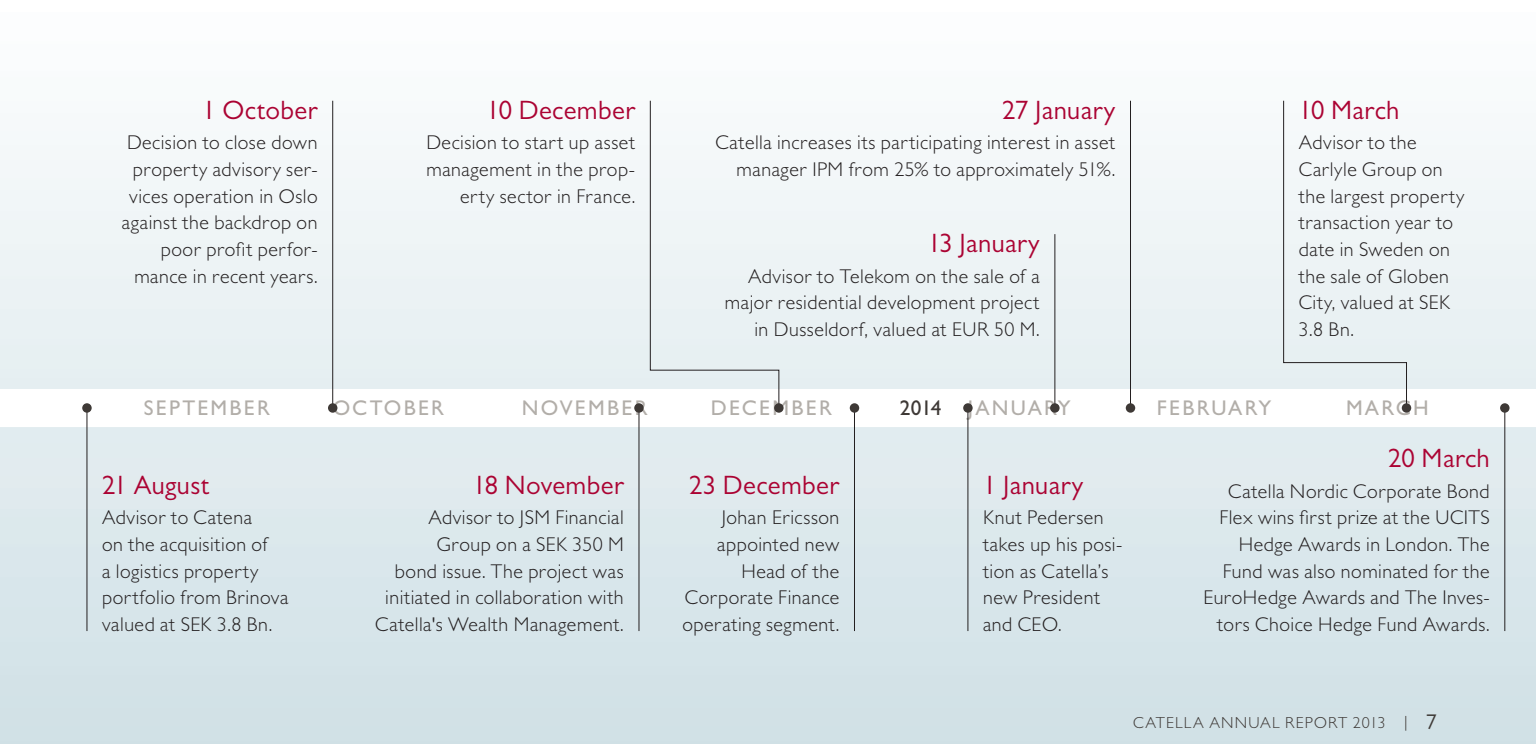 1 October
Decision to close down
property advisory ser-
vices operation in Oslo
against the backdrop on
poor profit perfor-
mance in recent years.
10 December
Decision to start up asset
management in the prop-
erty sector in France.
27 January
Catella increases its participating interest in asset
manager IPM from 25% to approximately 51%.
13 January
Advisor to Telekom on the sale of a
major residential development project
in Dusseldorf, valued at EUR 50 M.
10 March
Advisor to the
Carlyle Group on
the largest property
transaction year to
date in Sweden on
the sale of Globen
City, valued at SEK
3.8 Bn.
SEPTEMBER OCTOBER NOVEMBER DECEMBER 2014 JANUARY FEBRUARY MARCH
21 August
Advisor to Catena
on the acquisition of
a logistics property
portfolio from Brinova
valued at SEK 3.8 Bn.
18 November
Advisor to JSM Financial
Group on a SEK 350 M
bond issue. The project was
initiated in collaboration with
Catella's Wealth Management.
23 December
Johan Ericsson
appointed new
Head of the
Corporate Finance
operating segment.
1 January
Knut Pedersen
takes up his posi-
tion as Catella’s
new President
and CEO.
20 March
Catella Nordic Corporate Bond
Flex wins first prize at the UCITS
Hedge Awards in London. The
Fund was also nominated for the
EuroHedge Awards and The Inves-
tors Choice Hedge Fund Awards.
CATELLA ANNUAL REPORT 2013 | 7